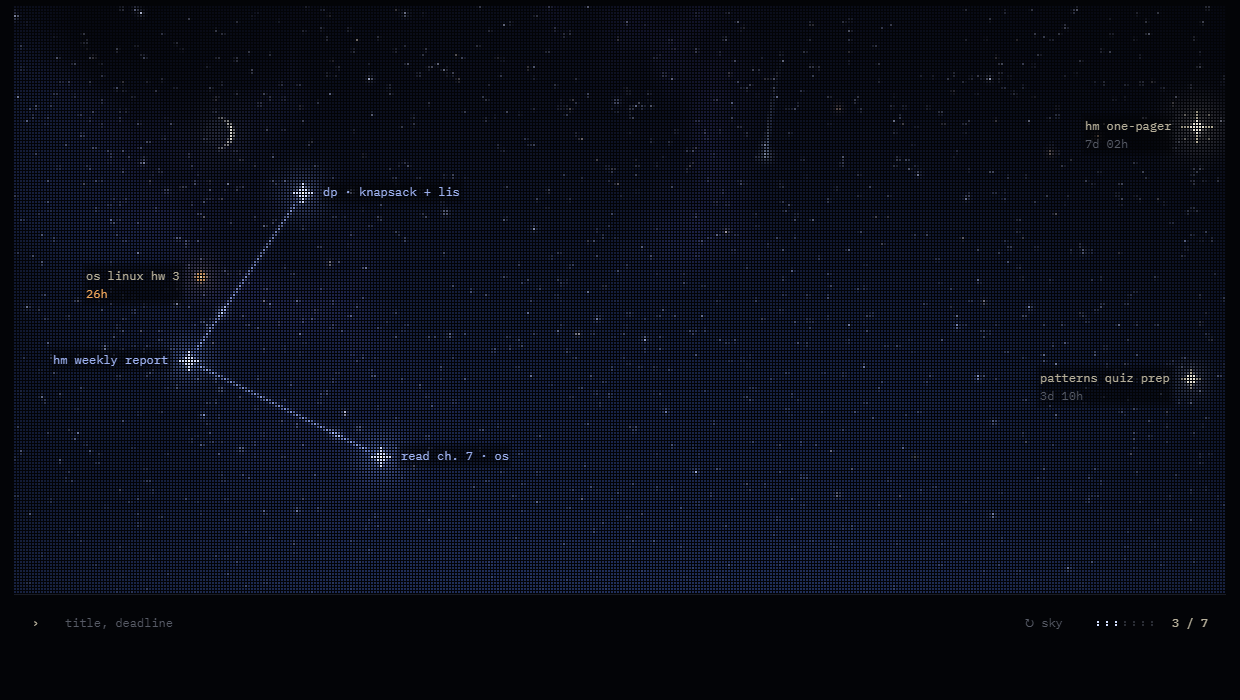 hm one-pager
7d 02h
dp · knapsack + lis
os linux hw 3
26h
hm weekly report
patterns quiz prep
3d 10h
read ch. 7 · os
› title, deadline
↻ sky 3 / 7